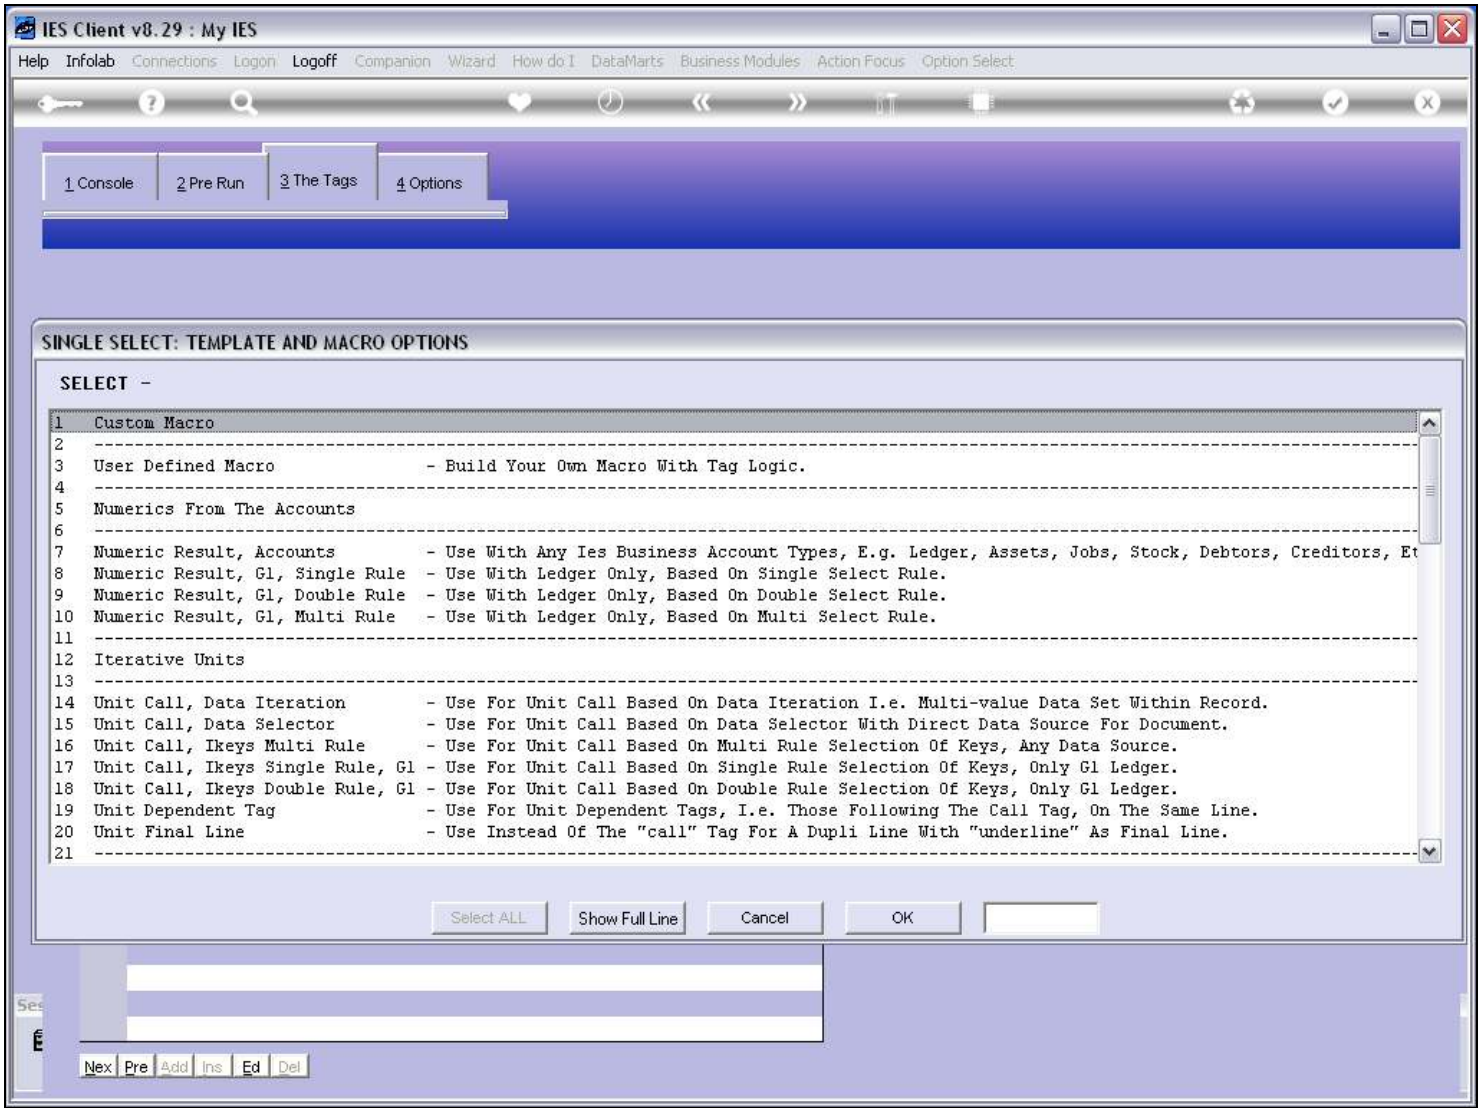 IES Client v8.29 : My IES
Help Infolab Connections Logon Logoff Companion Wizard How do I DataMarts Business Modules Action Focus Option Select
1 Console 2 Pre Run 3 The Tags 4 Options
SINGLE SELECT: TEMPLATE AND MACRO OPTIONS
SELECT -
1 Custom Macro
2 ------------------------------------------------------------
3 User Defined Macro - Build Your Own Macro With Tag Logic.
4 ------------------------------------------------------------
5 Numerics From The Accounts
6 ------------------------------------------------------------
7 Numeric Result, Accounts - Use With Any Ies Business Account Types, E.g. Ledger, Assets, Jobs, Stock, Debtors, Creditors, Et
8 Numeric Result, Gl, Single Rule - Use With Ledger Only, Based On Single Select Rule.
9 Numeric Result, Gl, Double Rule - Use With Ledger Only, Based On Double Select Rule.
10 Numeric Result, Gl, Multi Rule - Use With Ledger Only, Based On Multi Select Rule.
11 ------------------------------------------------------------
12 Iterative Units
13 ------------------------------------------------------------
14 Unit Call, Data Iteration - Use For Unit Call Based On Data Iteration I.e. Multi-value Data Set Within Record.
15 Unit Call, Data Selector - Use For Unit Call Based On Data Selector With Direct Data Source For Document.
16 Unit Call, Ikeys Multi Rule - Use For Unit Call Based On Multi Rule Selection Of Keys, Any Data Source.
17 Unit Call, Ikeys Single Rule, Gl - Use For Unit Call Based On Single Rule Selection Of Keys, Only Gl Ledger.
18 Unit Call, Ikeys Double Rule, Gl - Use For Unit Call Based On Double Rule Selection Of Keys, Only Gl Ledger.
19 Unit Dependent Tag - Use For Unit Dependent Tags, I.e. Those Following The Call Tag, On The Same Line.
20 Unit Final Line - Use Instead Of The "call" Tag For A Dupli Line With "underline" As Final Line.
21 ------------------------------------------------------------
Select ALL Show Full Line Cancel OK
Ses
Nex Pre Add Ins Ed Del